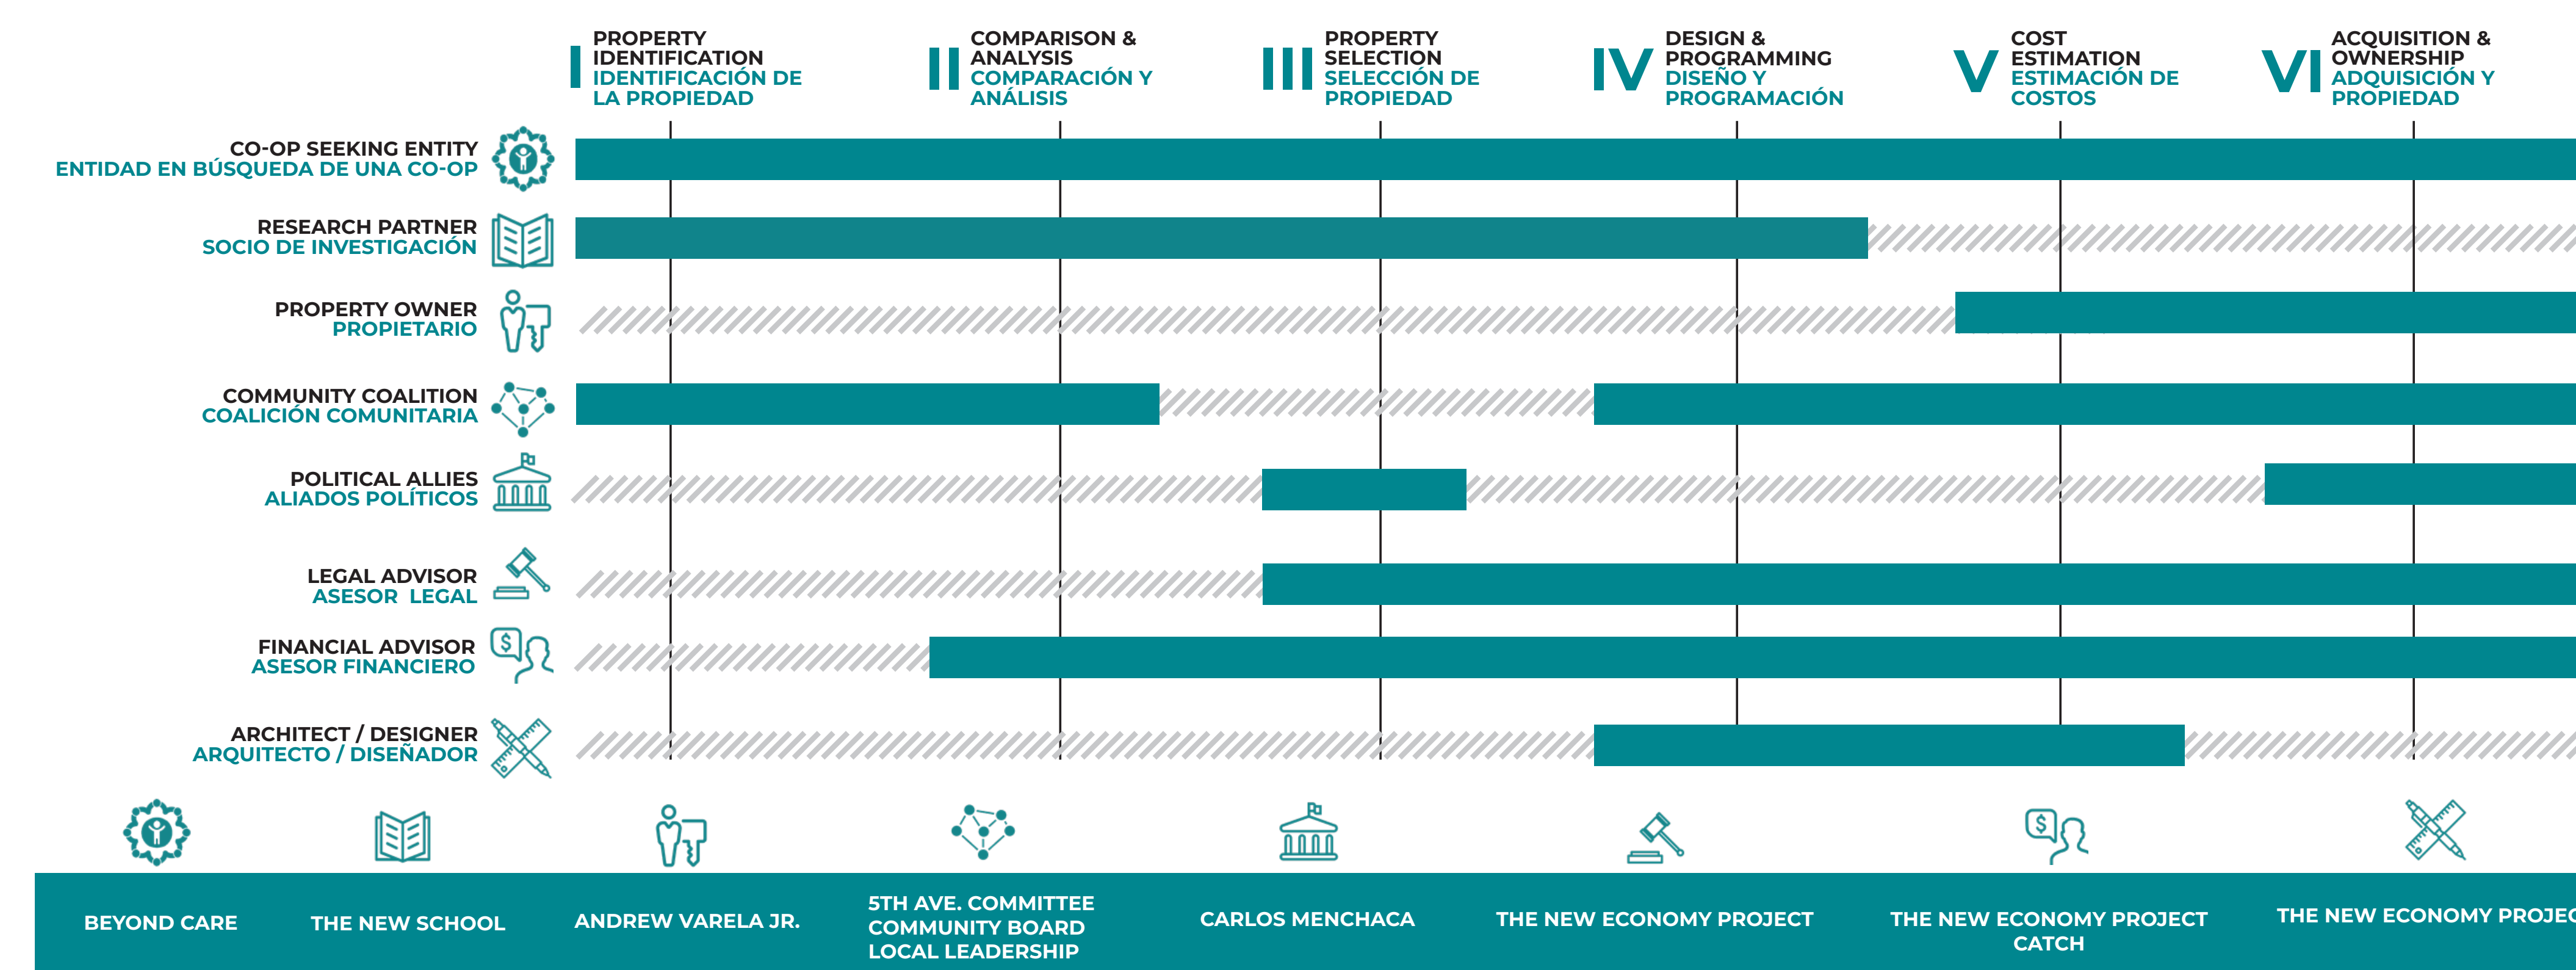 I
PROPERTY
IDENTIFICATION
IDENTIFICACIÓN DE
LA PROPIEDAD
II
COMPARISON &
ANALYSIS
COMPARACIÓN Y
ANÁLISIS
III
PROPERTY
SELECTION
SELECCIÓN DE
PROPIEDAD
IV
DESIGN &
PROGRAMMING
DISEÑO Y
PROGRAMACIÓN
V
COST
ESTIMATION
ESTIMACIÓN DE
COSTOS
VI
ACQUISITION &
OWNERSHIP
ADQUISICIÓN Y
PROPIEDAD
CO-OP SEEKING ENTITY
ENTIDAD EN BÚSQUEDA DE UNA CO-OP
RESEARCH PARTNER
SOCIO DE INVESTIGACIÓN
PROPERTY OWNER
PROPIETARIO
COMMUNITY COALITION
COALICIÓN COMUNITARIA
POLITICAL ALLIES
ALIADOS POLÍTICOS
LEGAL ADVISOR
ASESOR LEGAL
$
FINANCIAL ADVISOR
ASESOR FINANCIERO
ARCHITECT / DESIGNER
ARQUITECTO / DISEÑADOR
$
BEYOND CARE
THE NEW SCHOOL
ANDREW VARELA JR.
5TH AVE. COMMITTEE
COMMUNITY BOARD
LOCAL LEADERSHIP
CARLOS MENCHACA
THE NEW ECONOMY PROJECT
THE NEW ECONOMY PROJECT
CATCH
THE NEW ECONOMY